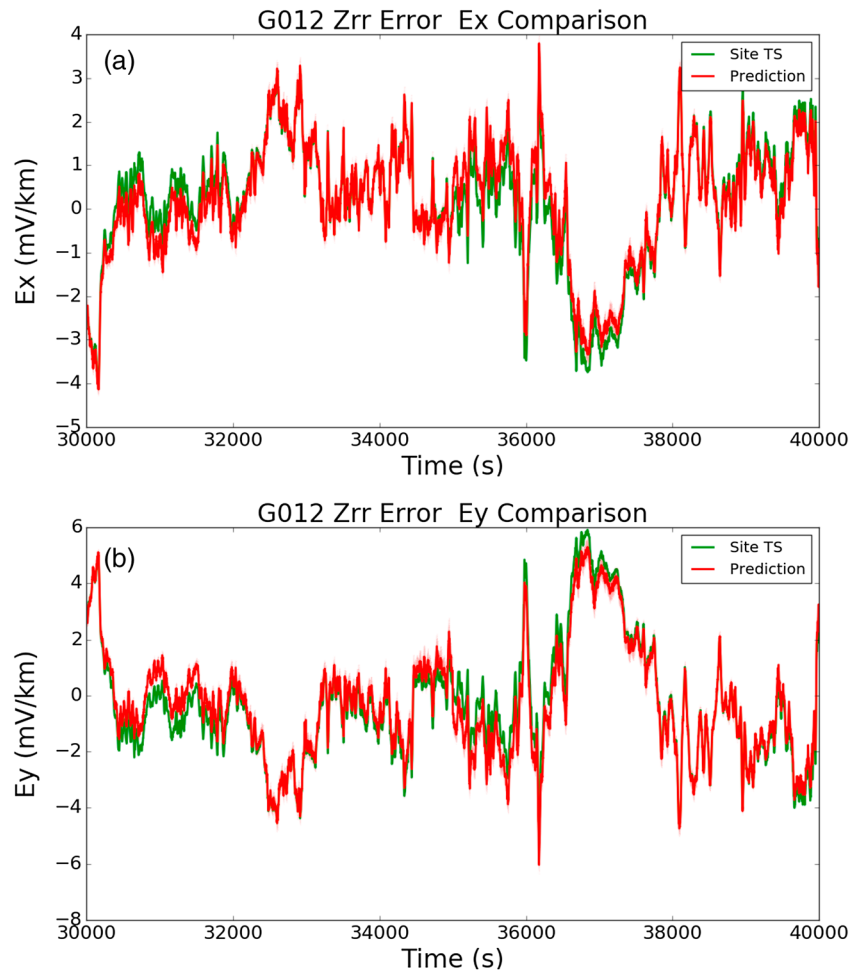 G012 Zrr Error Ex Comparison
(a)
Site TS
Prediction
Ex (mV/km)
4
3
2
1
0
−1
−2
−3
−4
−5
30000 32000 34000 36000 38000 40000
Time (s)
G012 Zrr Error Ey Comparison
(b)
Site TS
Prediction
Ey (mV/km)
6
4
2
0
−2
−4
−6
−8
30000 32000 34000 36000 38000 40000
Time (s)